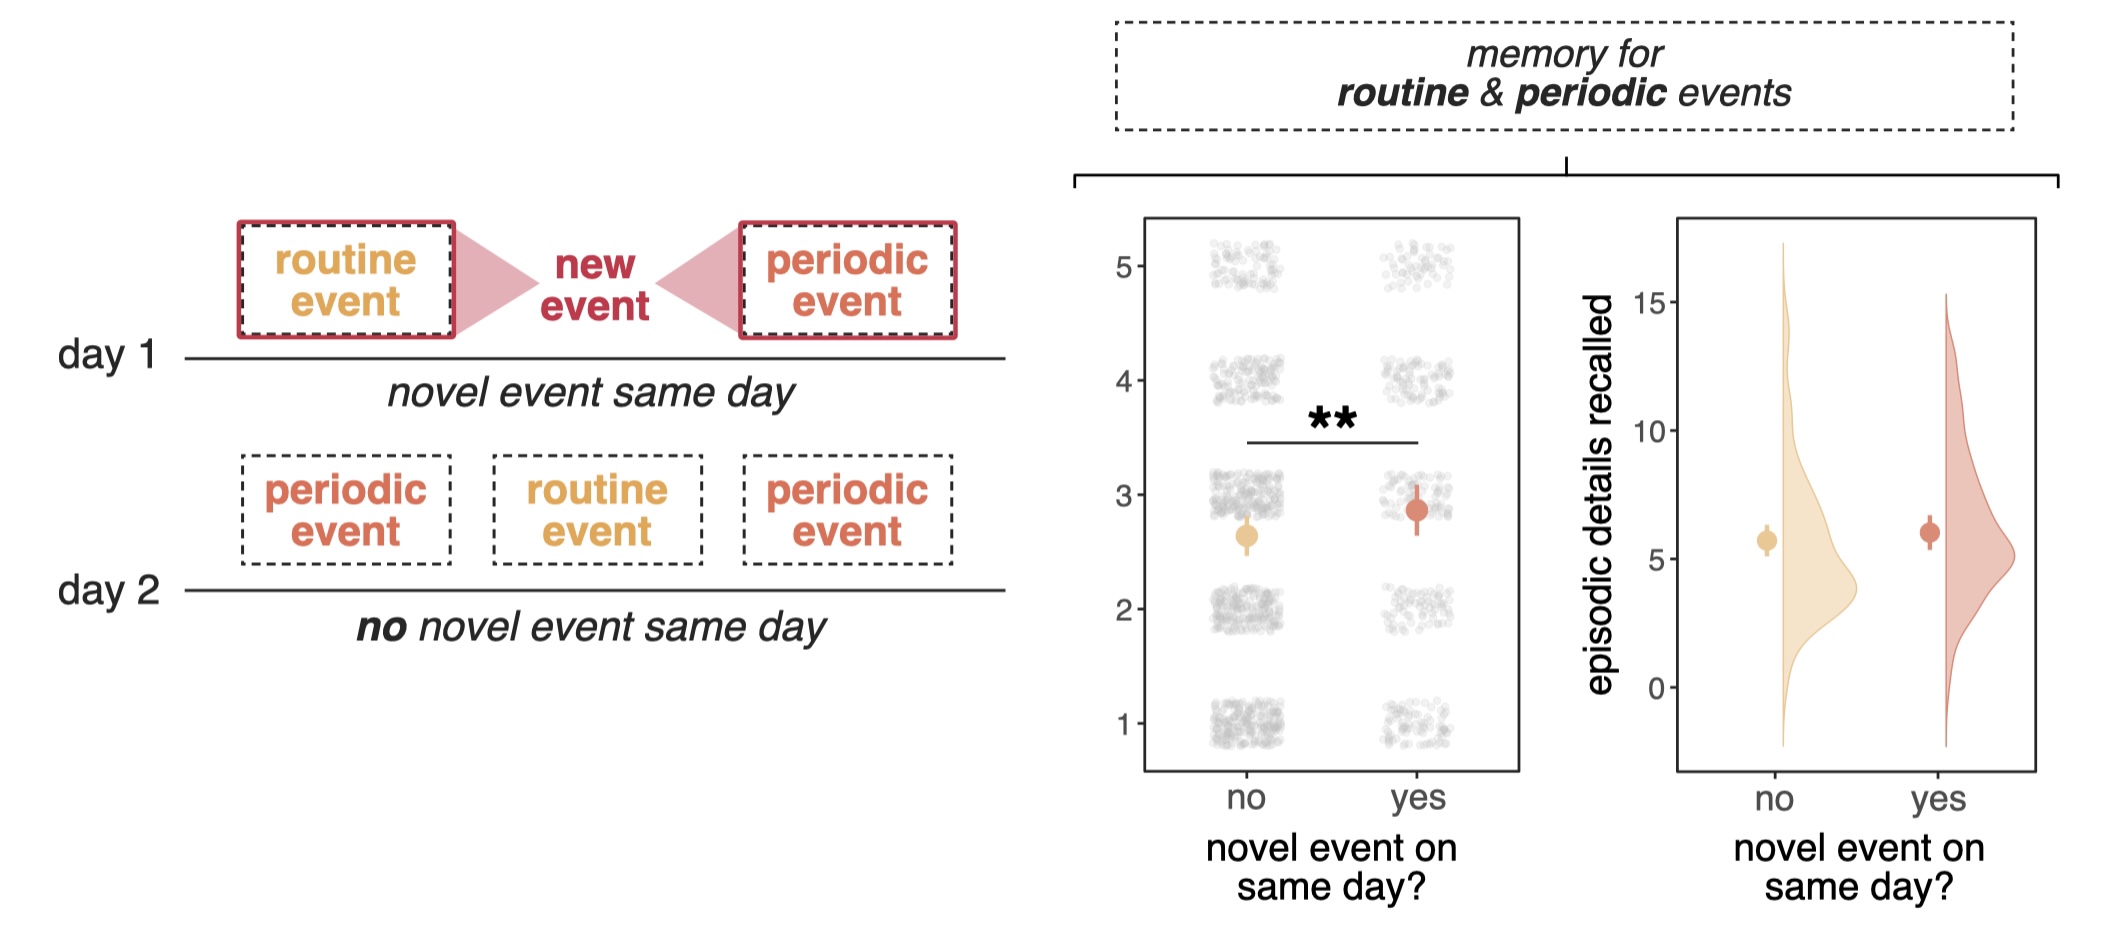 memory for
routine & periodic events
routine
event
new
event
periodic
event
day 1
novel event same day
periodic
event
routine
event
periodic
event
day 2
no novel event same day
5
4
3
2
1
**
no
yes
novel event on
same day?
episodic details recalled
15
10
5
0
no
yes
novel event on
same day?